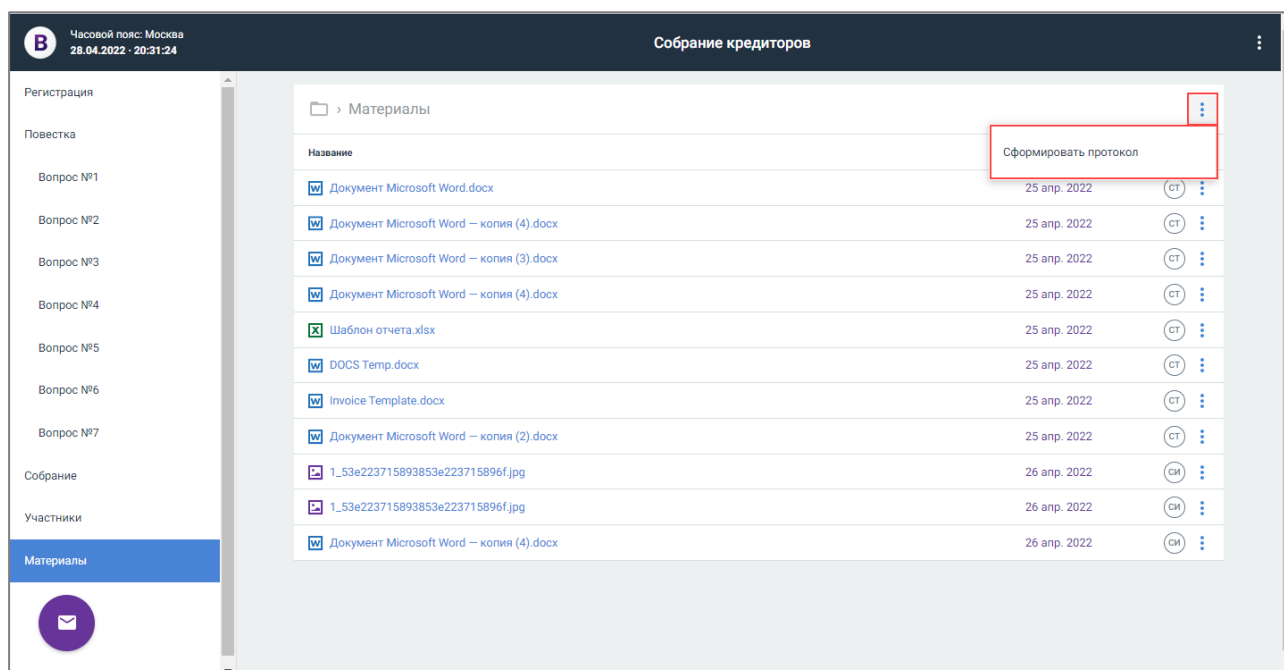 B
Часовой пояс: Москва
28.04.2022 · 20:31:24
Собрание кредиторов
Регистрация
Повестка
Вопрос №1
Вопрос №2
Вопрос №3
Вопрос №4
Вопрос №5
Вопрос №6
Вопрос №7
Собрание
Участники
Материалы
› Материалы
Сформировать протокол
Название
Документ Microsoft Word.docx 25 апр. 2022 СТ
Документ Microsoft Word — копия (4).docx 25 апр. 2022 СТ
Документ Microsoft Word — копия (3).docx 25 апр. 2022 СТ
Документ Microsoft Word — копия (4).docx 25 апр. 2022 СТ
Шаблон отчета.xlsx 25 апр. 2022 СТ
DOCS Temp.docx 25 апр. 2022 СТ
Invoice Template.docx 25 апр. 2022 СТ
Документ Microsoft Word — копия (2).docx 25 апр. 2022 СТ
1_53e223715893853e223715896f.jpg 26 апр. 2022 СИ
1_53e223715893853e223715896f.jpg 26 апр. 2022 СИ
Документ Microsoft Word — копия (4).docx 26 апр. 2022 СИ